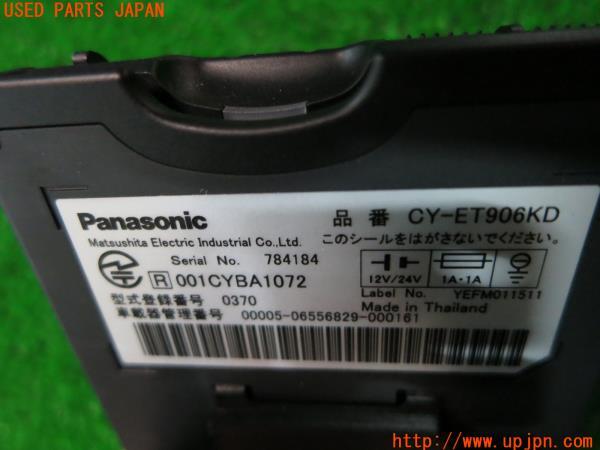 USED PARTS JAPAN
Panasonic
品 番 CY-ET906KD
Matsushita Electric Industrial Co.,Ltd.
このシールをはがさないでください。
Serial No. 784184
R 001CYBA1072
12V/24V
1A・1A
型式登録番号 0370
Label No. YEFM011511
車載器管理番号 00005-06556829-000161
Made in Thailand
http://www.upjpn.com/